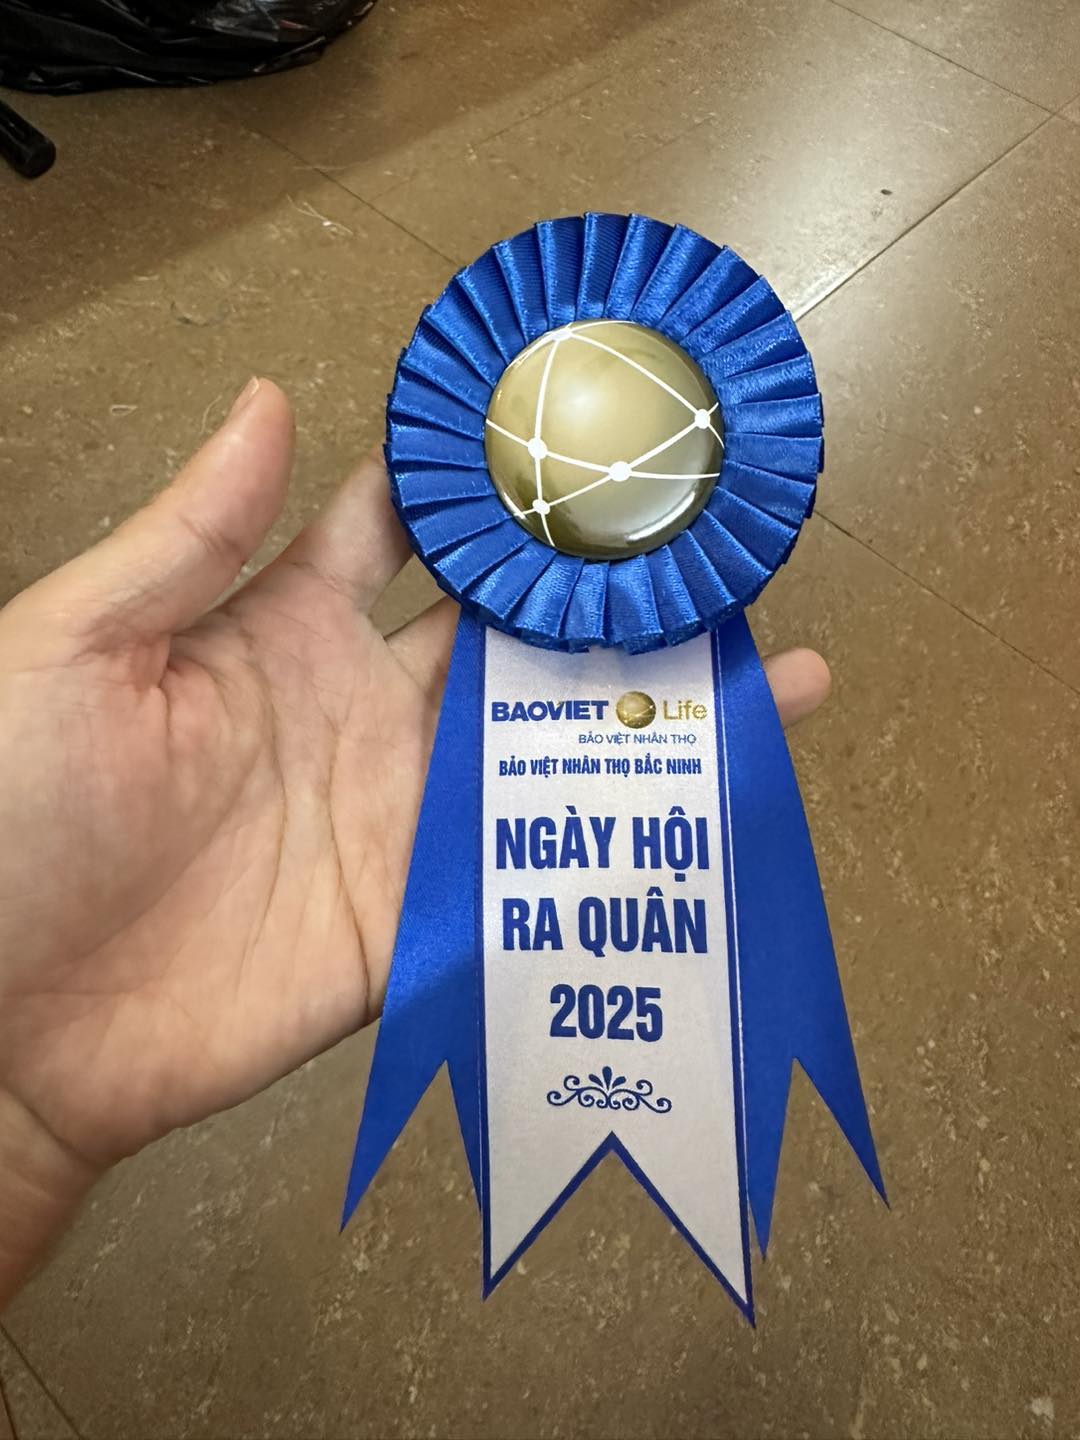 BAOVIET Life
BẢO VIỆT NHÂN THỌ
BẢO VIỆT NHÂN THỌ BẮC NINH
NGÀY HỘI
RA QUÂN
2025